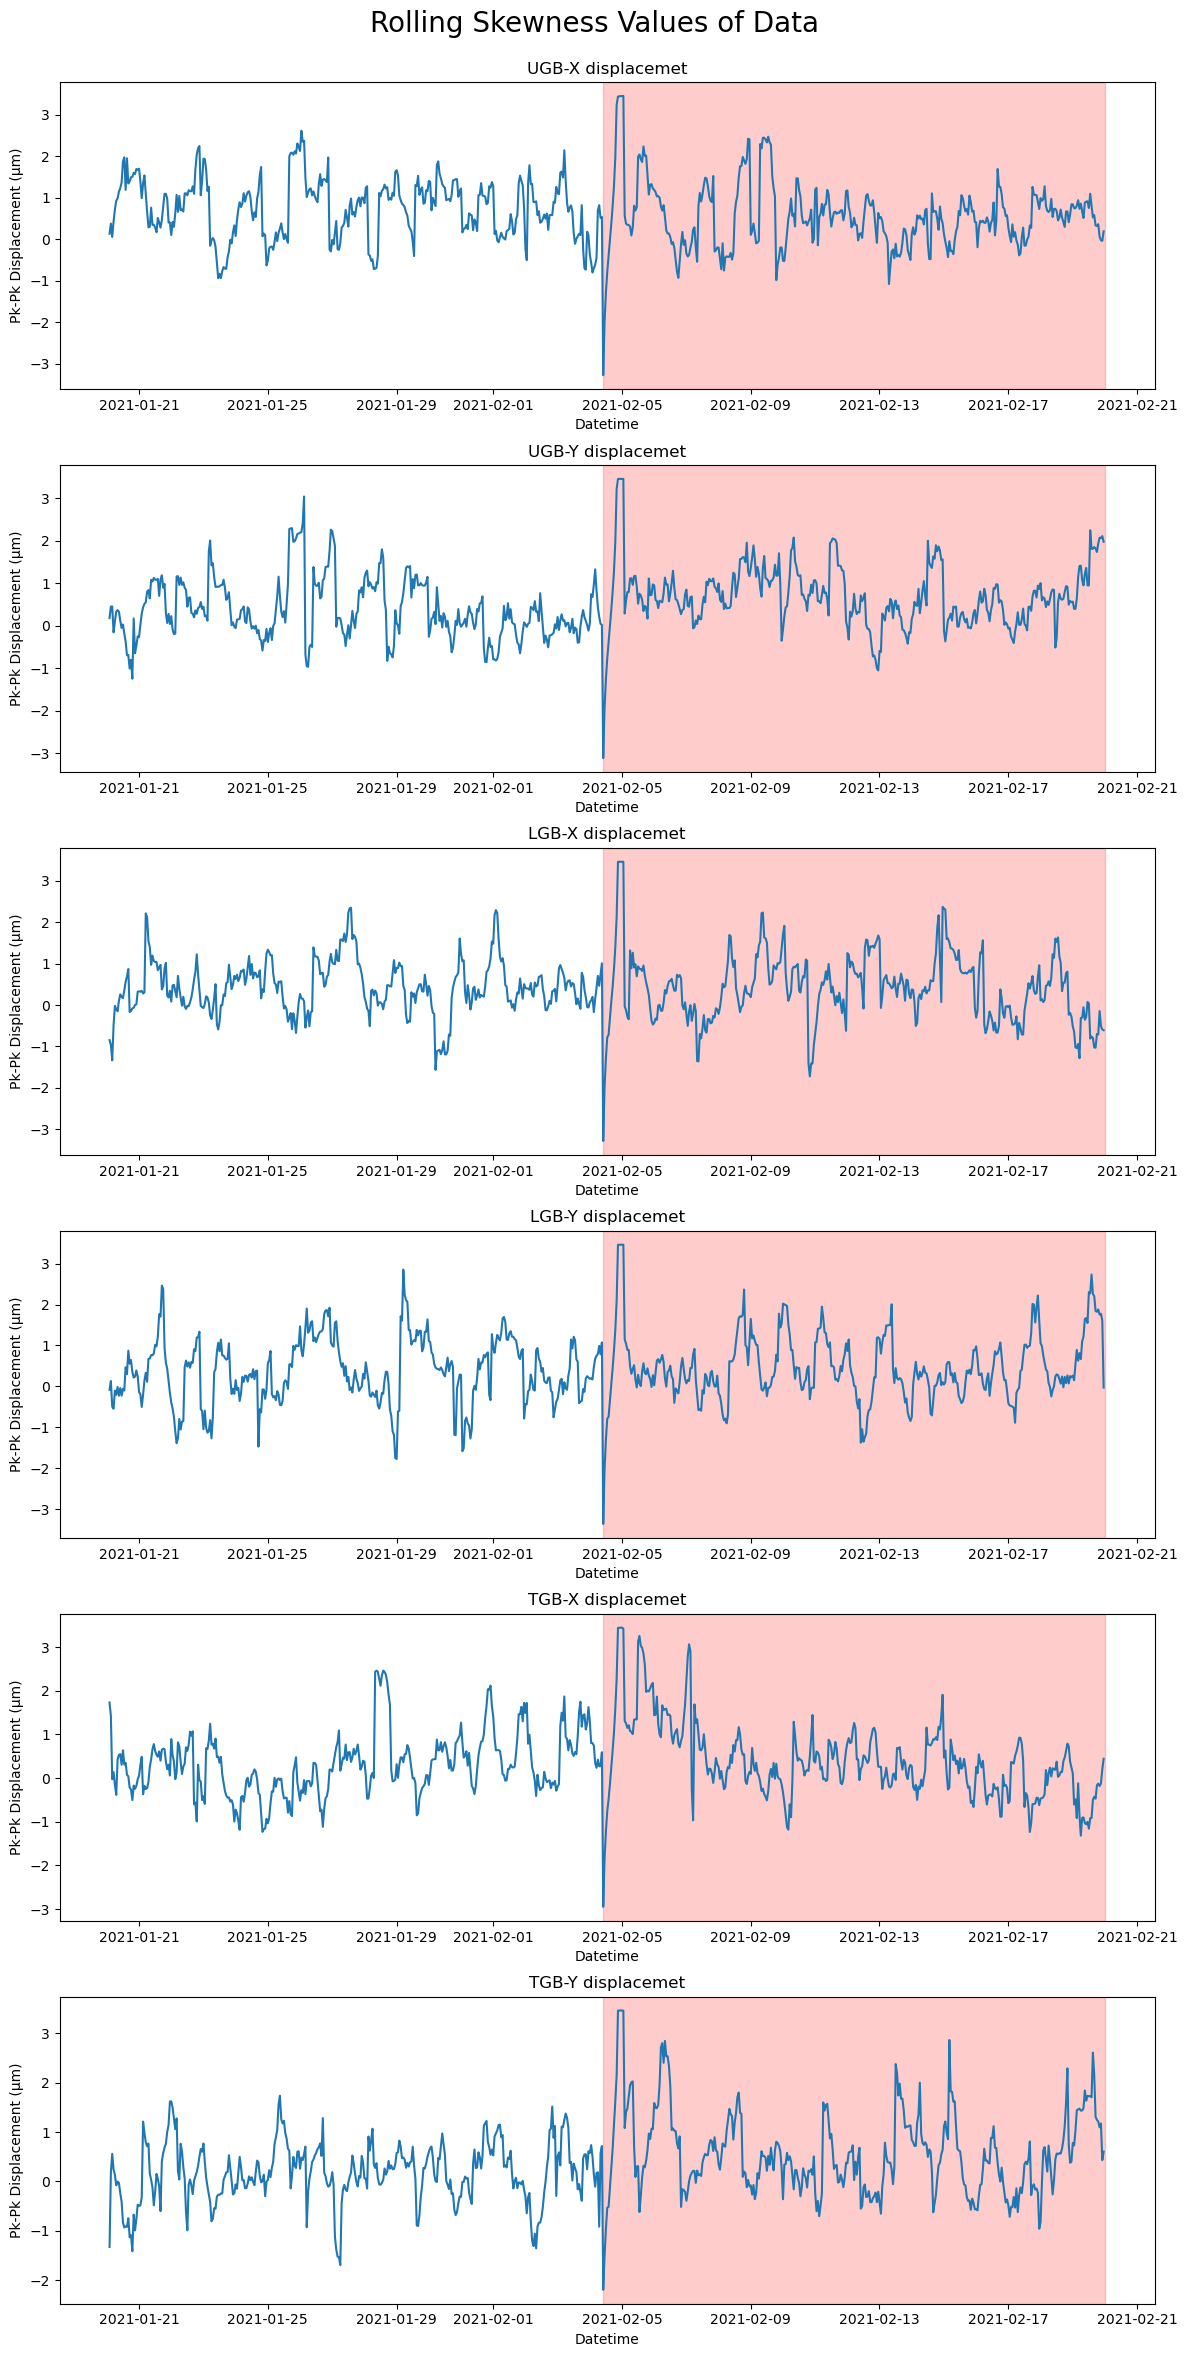 Rolling Skewness Values of Data
UGB-X displacemet
Pk-Pk Displacement (µm)
3
2
1
0
−1
−2
−3
2021-01-21 2021-01-25 2021-01-29 2021-02-01 2021-02-05 2021-02-09 2021-02-13 2021-02-17 2021-02-21
Datetime
UGB-Y displacemet
Pk-Pk Displacement (µm)
3
2
1
0
−1
−2
−3
2021-01-21 2021-01-25 2021-01-29 2021-02-01 2021-02-05 2021-02-09 2021-02-13 2021-02-17 2021-02-21
Datetime
LGB-X displacemet
Pk-Pk Displacement (µm)
3
2
1
0
−1
−2
−3
2021-01-21 2021-01-25 2021-01-29 2021-02-01 2021-02-05 2021-02-09 2021-02-13 2021-02-17 2021-02-21
Datetime
LGB-Y displacemet
Pk-Pk Displacement (µm)
3
2
1
0
−1
−2
−3
2021-01-21 2021-01-25 2021-01-29 2021-02-01 2021-02-05 2021-02-09 2021-02-13 2021-02-17 2021-02-21
Datetime
TGB-X displacemet
Pk-Pk Displacement (µm)
3
2
1
0
−1
−2
−3
2021-01-21 2021-01-25 2021-01-29 2021-02-01 2021-02-05 2021-02-09 2021-02-13 2021-02-17 2021-02-21
Datetime
TGB-Y displacemet
Pk-Pk Displacement (µm)
3
2
1
0
−1
−2
2021-01-21 2021-01-25 2021-01-29 2021-02-01 2021-02-05 2021-02-09 2021-02-13 2021-02-17 2021-02-21
Datetime